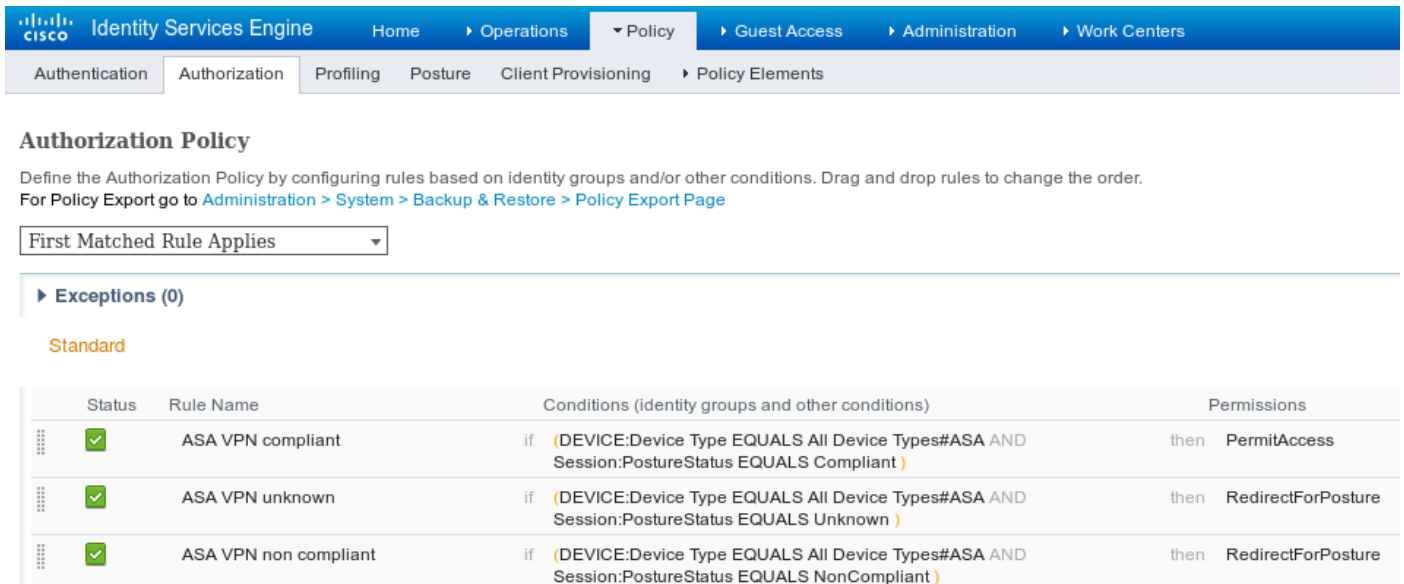 CISCO Identity Services Engine Home Operations Policy Guest Access Administration Work Centers
Authentication Authorization Profiling Posture Client Provisioning Policy Elements
Authorization Policy
Define the Authorization Policy by configuring rules based on identity groups and/or other conditions. Drag and drop rules to change the order.
For Policy Export go to Administration > System > Backup & Restore > Policy Export Page
First Matched Rule Applies
Exceptions (0)
Standard
Status Rule Name Conditions (identity groups and other conditions) Permissions
ASA VPN compliant if (DEVICE:Device Type EQUALS All Device Types#ASA AND then PermitAccess
Session:PostureStatus EQUALS Compliant )
ASA VPN unknown if (DEVICE:Device Type EQUALS All Device Types#ASA AND then RedirectForPosture
Session:PostureStatus EQUALS Unknown )
ASA VPN non compliant if (DEVICE:Device Type EQUALS All Device Types#ASA AND then RedirectForPosture
Session:PostureStatus EQUALS NonCompliant )